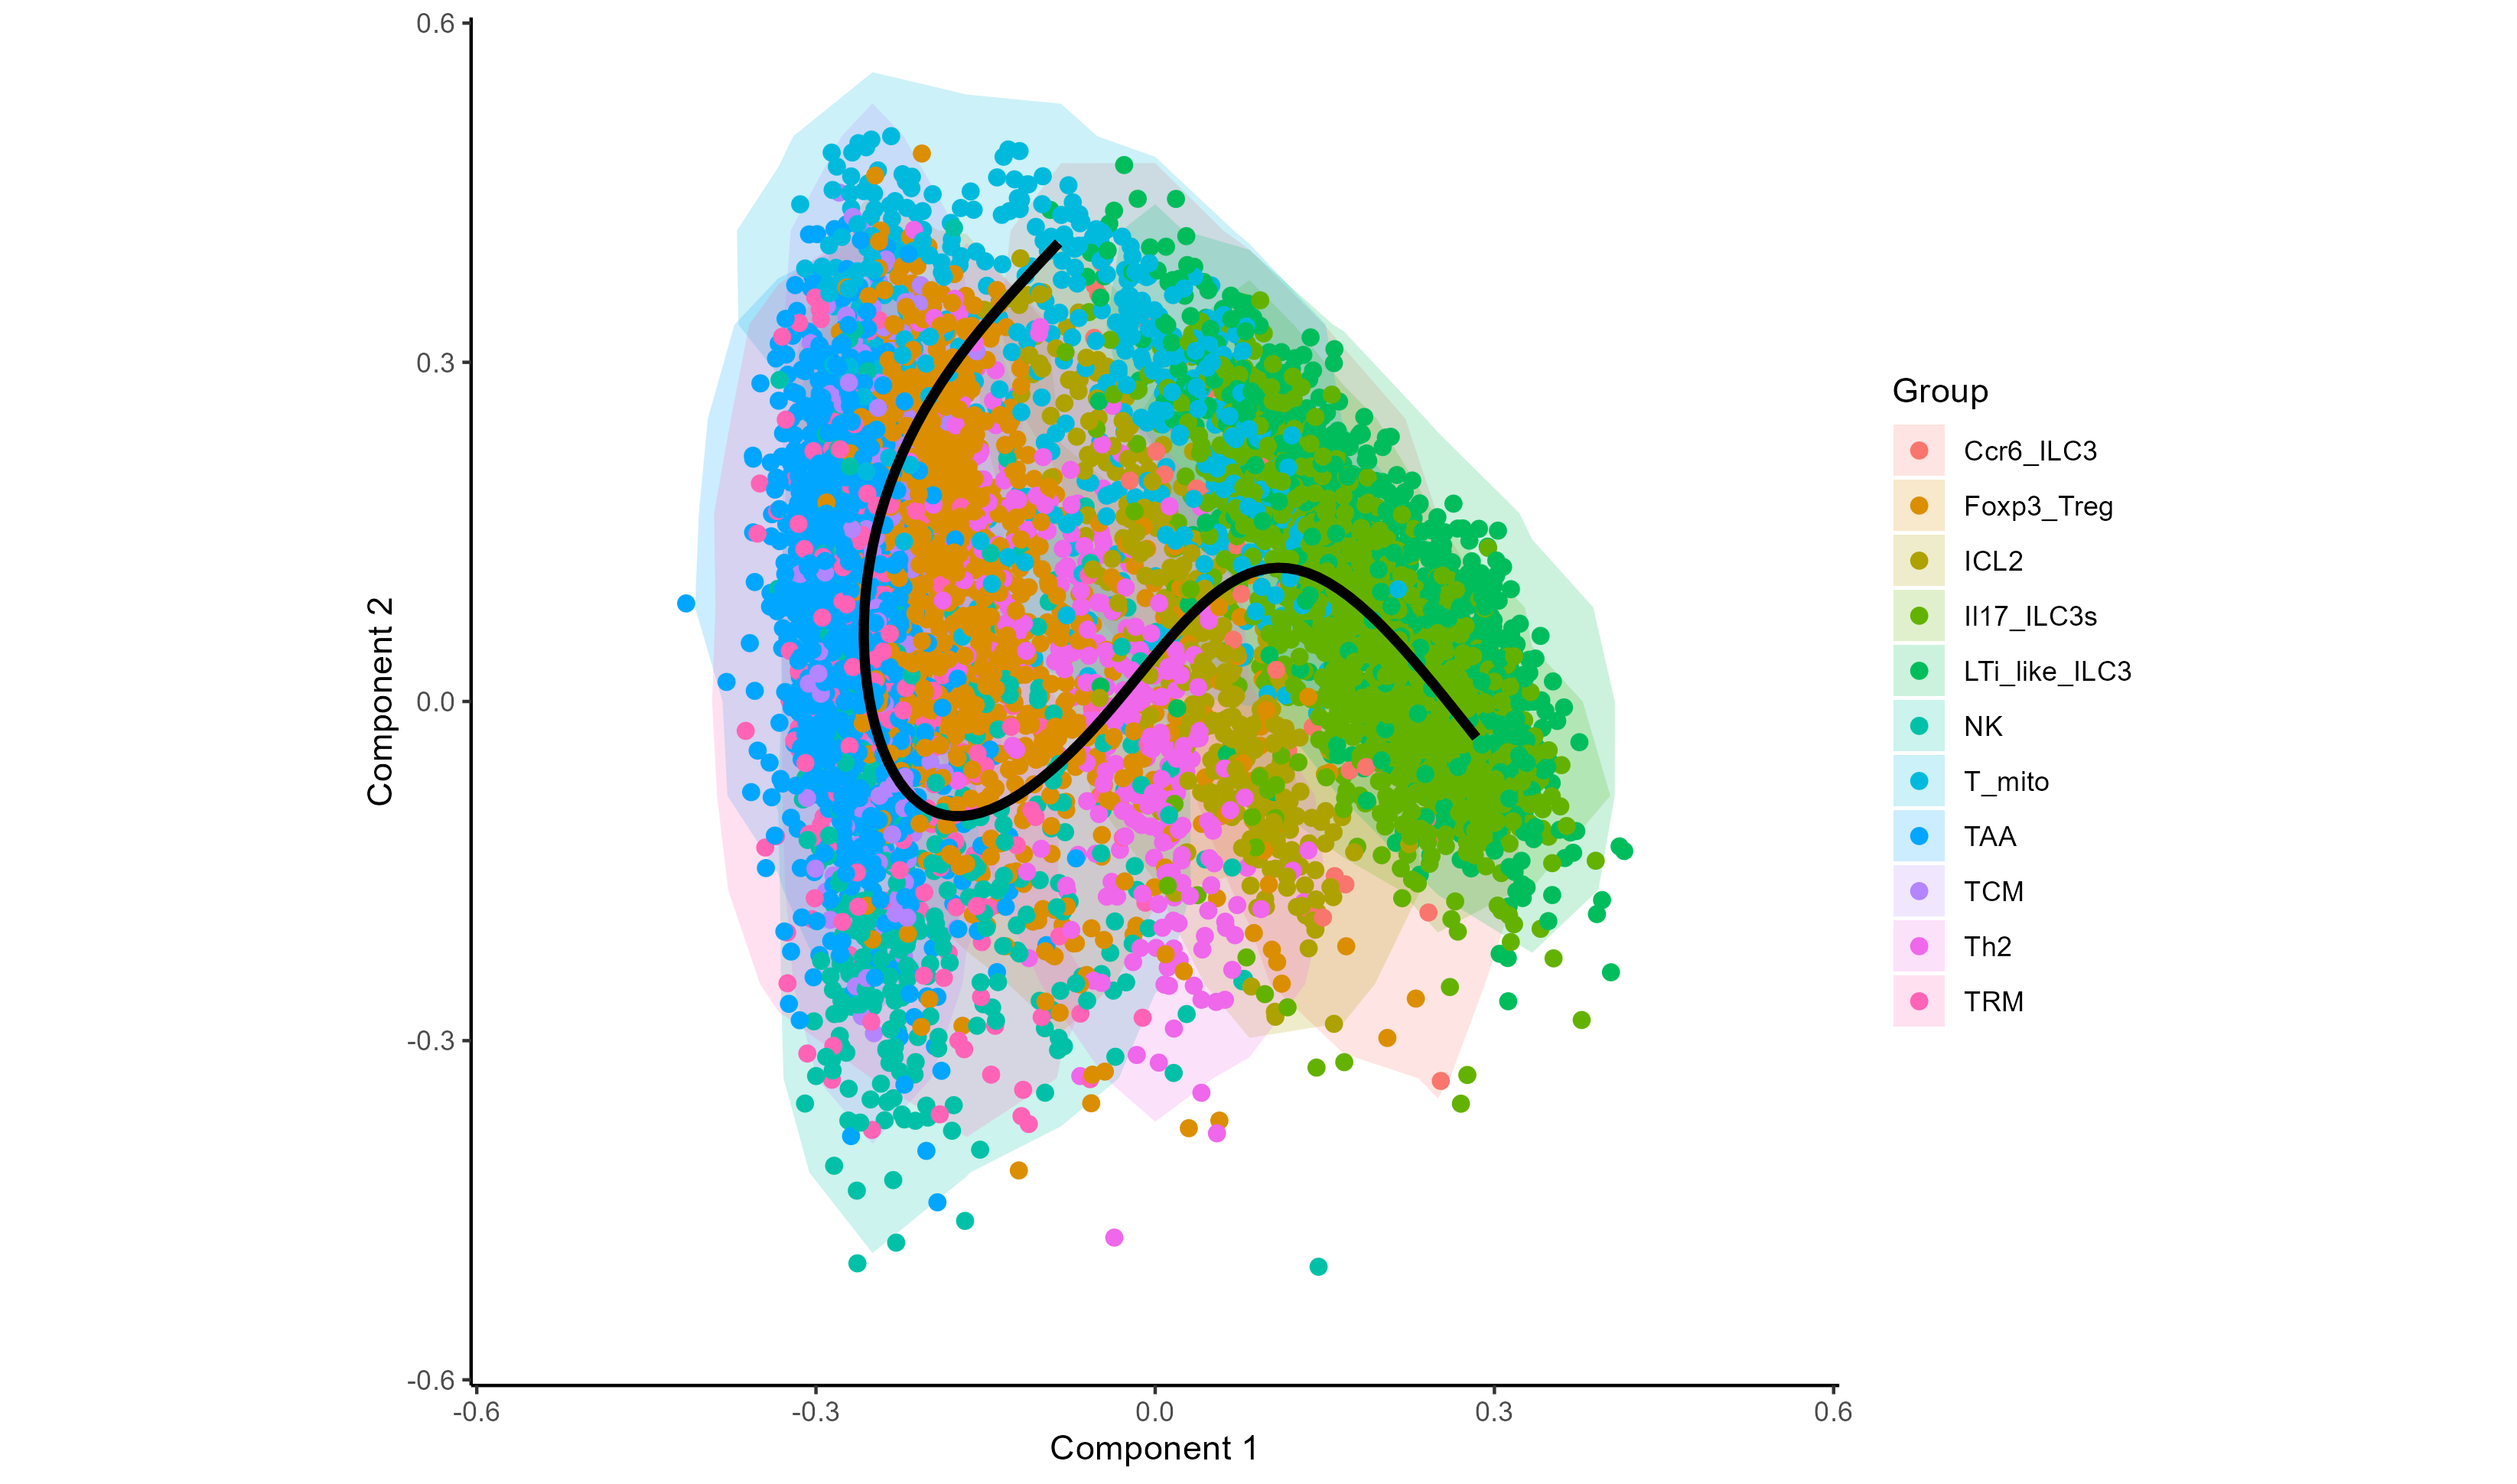 0.6
0.3
0.0
-0.3
-0.6
Component 2
-0.6
-0.3
0.0
0.3
0.6
Component 1
Group
Ccr6_ILC3
Foxp3_Treg
ICL2
Il17_ILC3s
LTi_like_ILC3
NK
T_mito
TAA
TCM
Th2
TRM